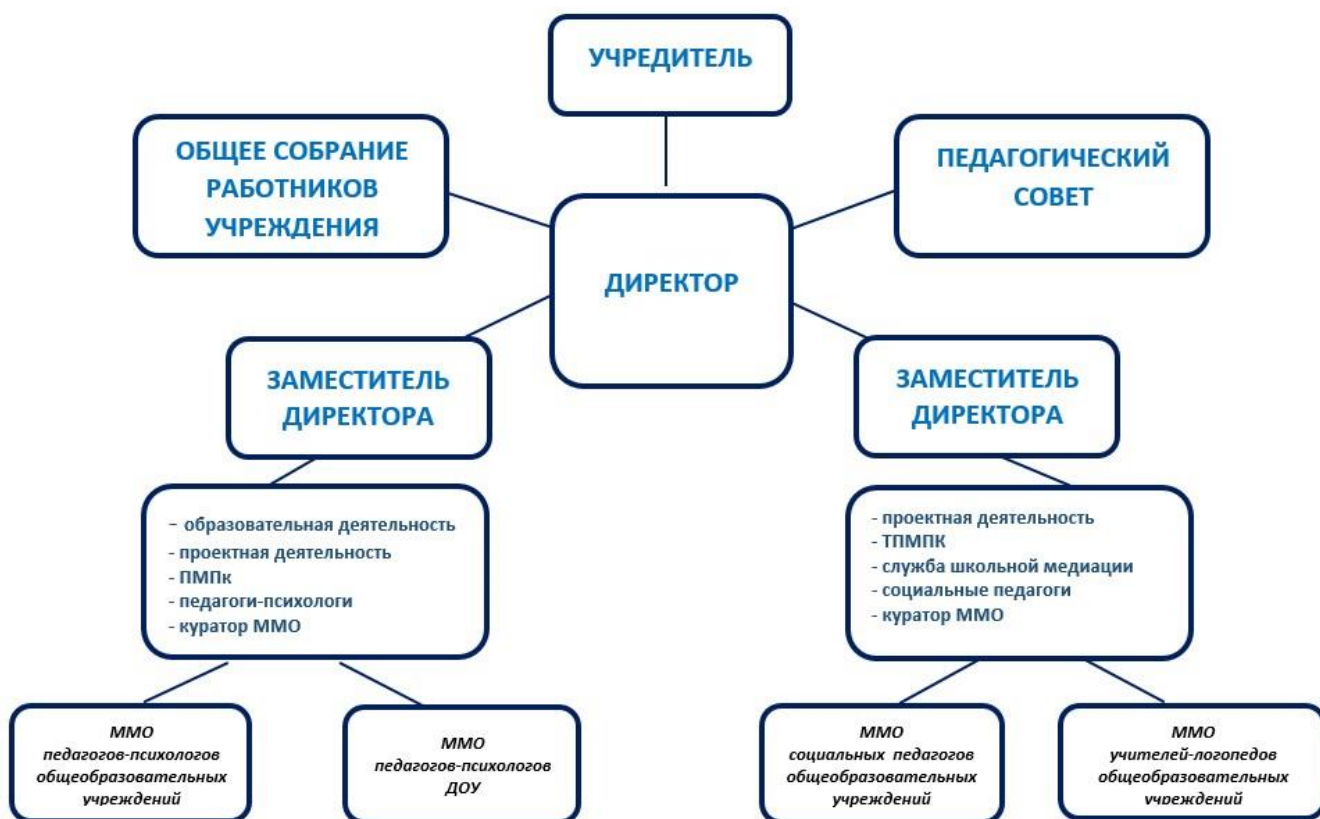 УЧРЕДИТЕЛЬ
ОБЩЕЕ СОБРАНИЕ
РАБОТНИКОВ
УЧРЕЖДЕНИЯ
ПЕДАГОГИЧЕСКИЙ
СОВЕТ
ДИРЕКТОР
ЗАМЕСТИТЕЛЬ
ДИРЕКТОРА
ЗАМЕСТИТЕЛЬ
ДИРЕКТОРА
- образовательная деятельность
- проектная деятельность
- ПМПк
- педагоги-психологи
- куратор ММО
- проектная деятельность
- ТПМПК
- служба школьной медиации
- социальные педагоги
- куратор ММО
ММО
педагогов-психологов
общеобразовательных
учреждений
ММО
педагогов-психологов
ДОУ
ММО
социальных педагогов
общеобразовательных
учреждений
ММО
учителей-логопедов
общеобразовательных
учреждений